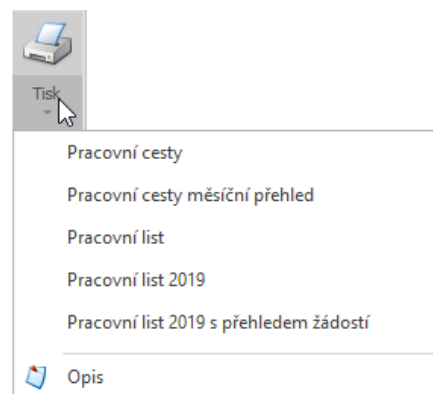 Tisk
Pracovní cesty
Pracovní cesty měsíční přehled
Pracovní list
Pracovní list 2019
Pracovní list 2019 s přehledem žádostí
Opis